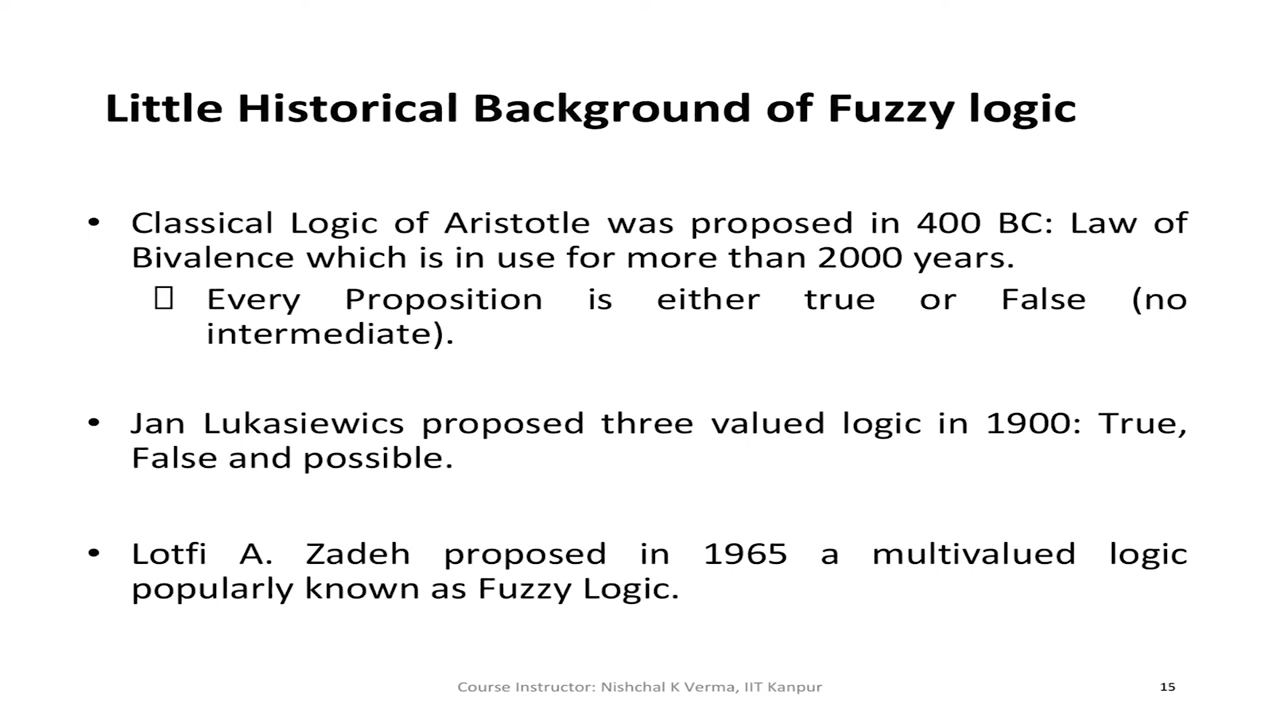 Little Historical Background of Fuzzy logic
• Classical Logic of Aristotle was proposed in 400 BC: Law of
Bivalence which is in use for more than 2000 years.
▯ Every Proposition is either true or False (no
intermediate).
• Jan Lukasiewics proposed three valued logic in 1900: True,
False and possible.
• Lotfi A. Zadeh proposed in 1965 a multivalued logic
popularly known as Fuzzy Logic.
Course Instructor: Nishchal K Verma, IIT Kanpur
15